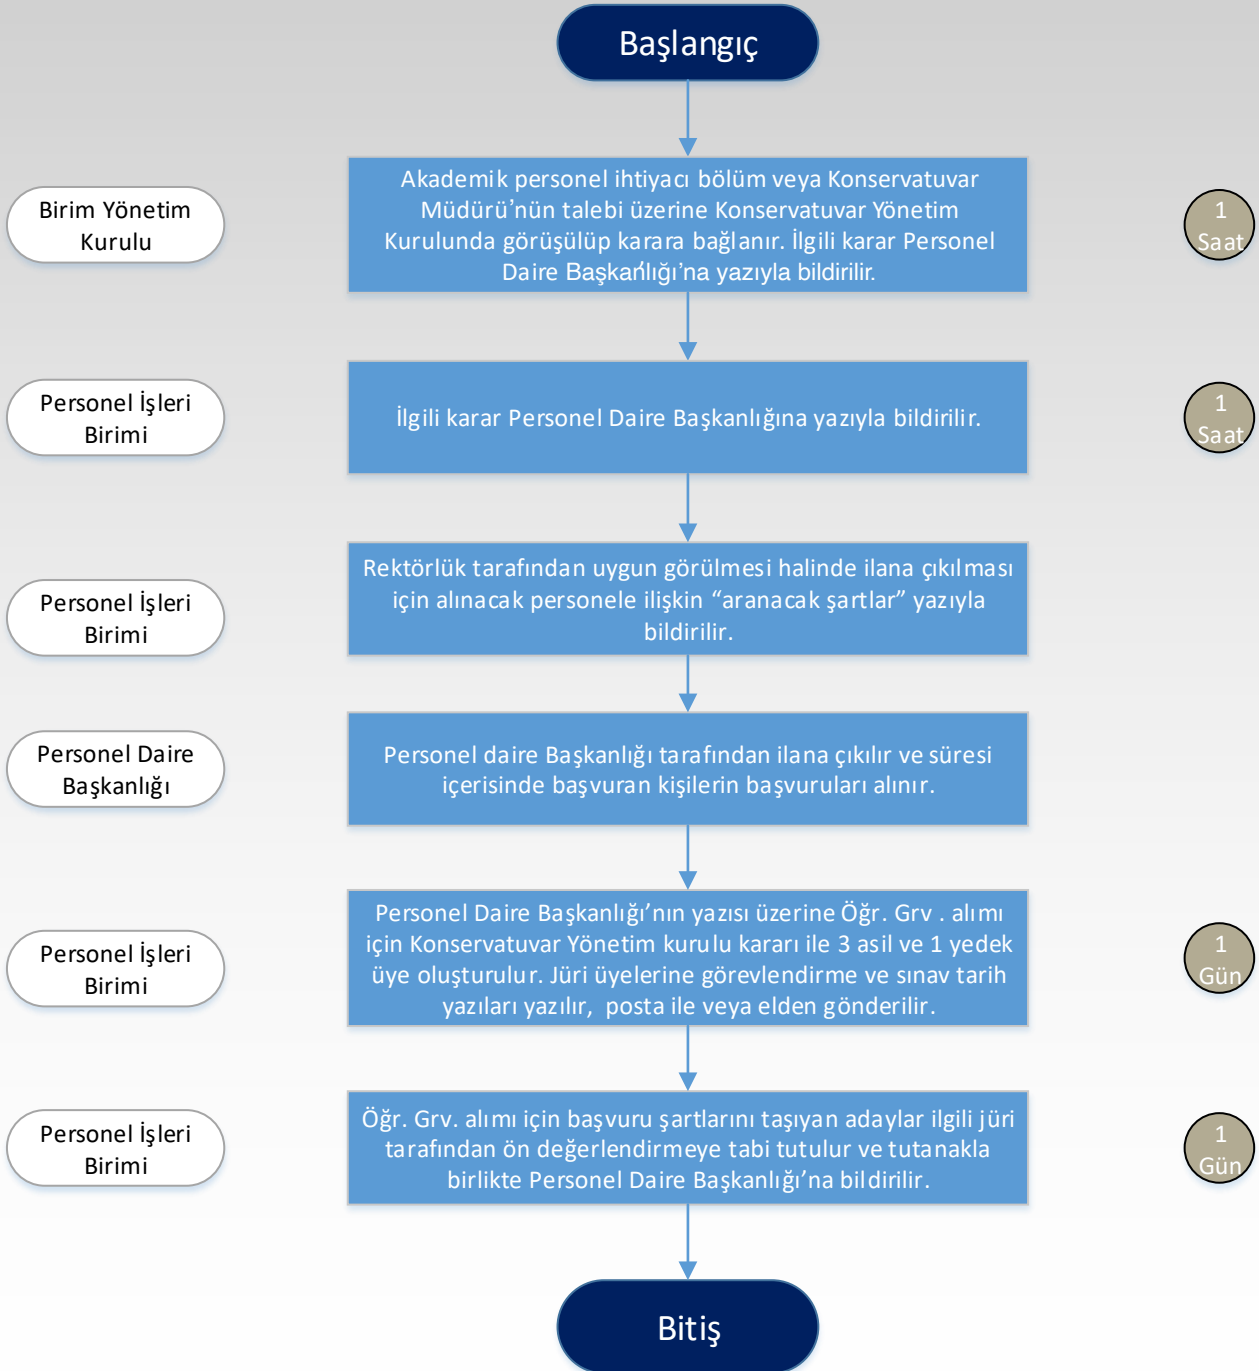 Başlangıç
Birim Yönetim
Kurulu
Akademik personel ihtiyacı bölüm veya Konservatuvar
Müdürü’nün talebi üzerine Konservatuvar Yönetim
Kurulunda görüşülüp karara bağlanır. İlgili karar Personel
Daire Başkanlığı’na yazıyla bildirilir.
1
Saat
Personel İşleri
Birimi
İlgili karar Personel Daire Başkanlığına yazıyla bildirilir.
1
Saat
Personel İşleri
Birimi
Rektörlük tarafından uygun görülmesi halinde ilana çıkılması
için alınacak personele ilişkin “aranacak şartlar” yazıyla
bildirilir.
Personel Daire
Başkanlığı
Personel daire Başkanlığı tarafından ilana çıkılır ve süresi
içerisinde başvuran kişilerin başvuruları alınır.
Personel İşleri
Birimi
Personel Daire Başkanlığı’nın yazısı üzerine Öğr. Grv . alımı
için Konservatuvar Yönetim kurulu kararı ile 3 asil ve 1 yedek
üye oluşturulur. Jüri üyelerine görevlendirme ve sınav tarih
yazıları yazılır, posta ile veya elden gönderilir.
1
Gün
Personel İşleri
Birimi
Öğr. Grv. alımı için başvuru şartlarını taşıyan adaylar ilgili jüri
tarafından ön değerlendirmeye tabi tutulur ve tutanakla
birlikte Personel Daire Başkanlığı’na bildirilir.
1
Gün
Bitiş